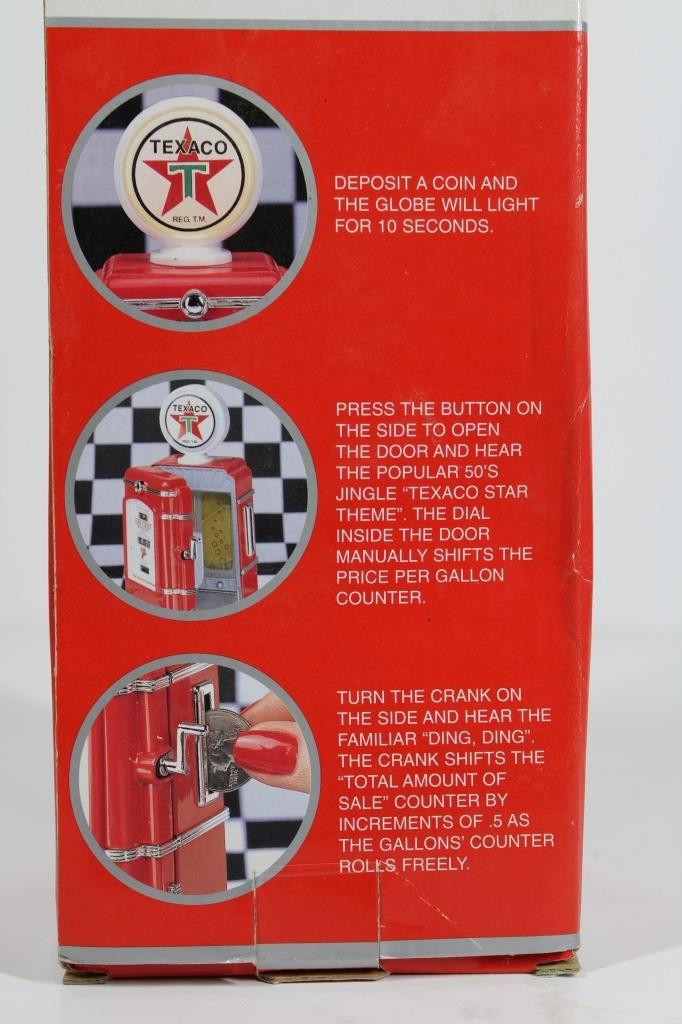 TEXACO
T
REG. T.M.
DEPOSIT A COIN AND
THE GLOBE WILL LIGHT
FOR 10 SECONDS.
TEXACO
T
REG. T.M.
PRESS THE BUTTON ON
THE SIDE TO OPEN
THE DOOR AND HEAR
THE POPULAR 50'S
JINGLE “TEXACO STAR
THEME”. THE DIAL
INSIDE THE DOOR
MANUALLY SHIFTS THE
PRICE PER GALLON
COUNTER.
TURN THE CRANK ON
THE SIDE AND HEAR THE
FAMILIAR “DING, DING”.
THE CRANK SHIFTS THE
“TOTAL AMOUNT OF
SALE” COUNTER BY
INCREMENTS OF .5 AS
THE GALLONS' COUNTER
ROLLS FREELY.